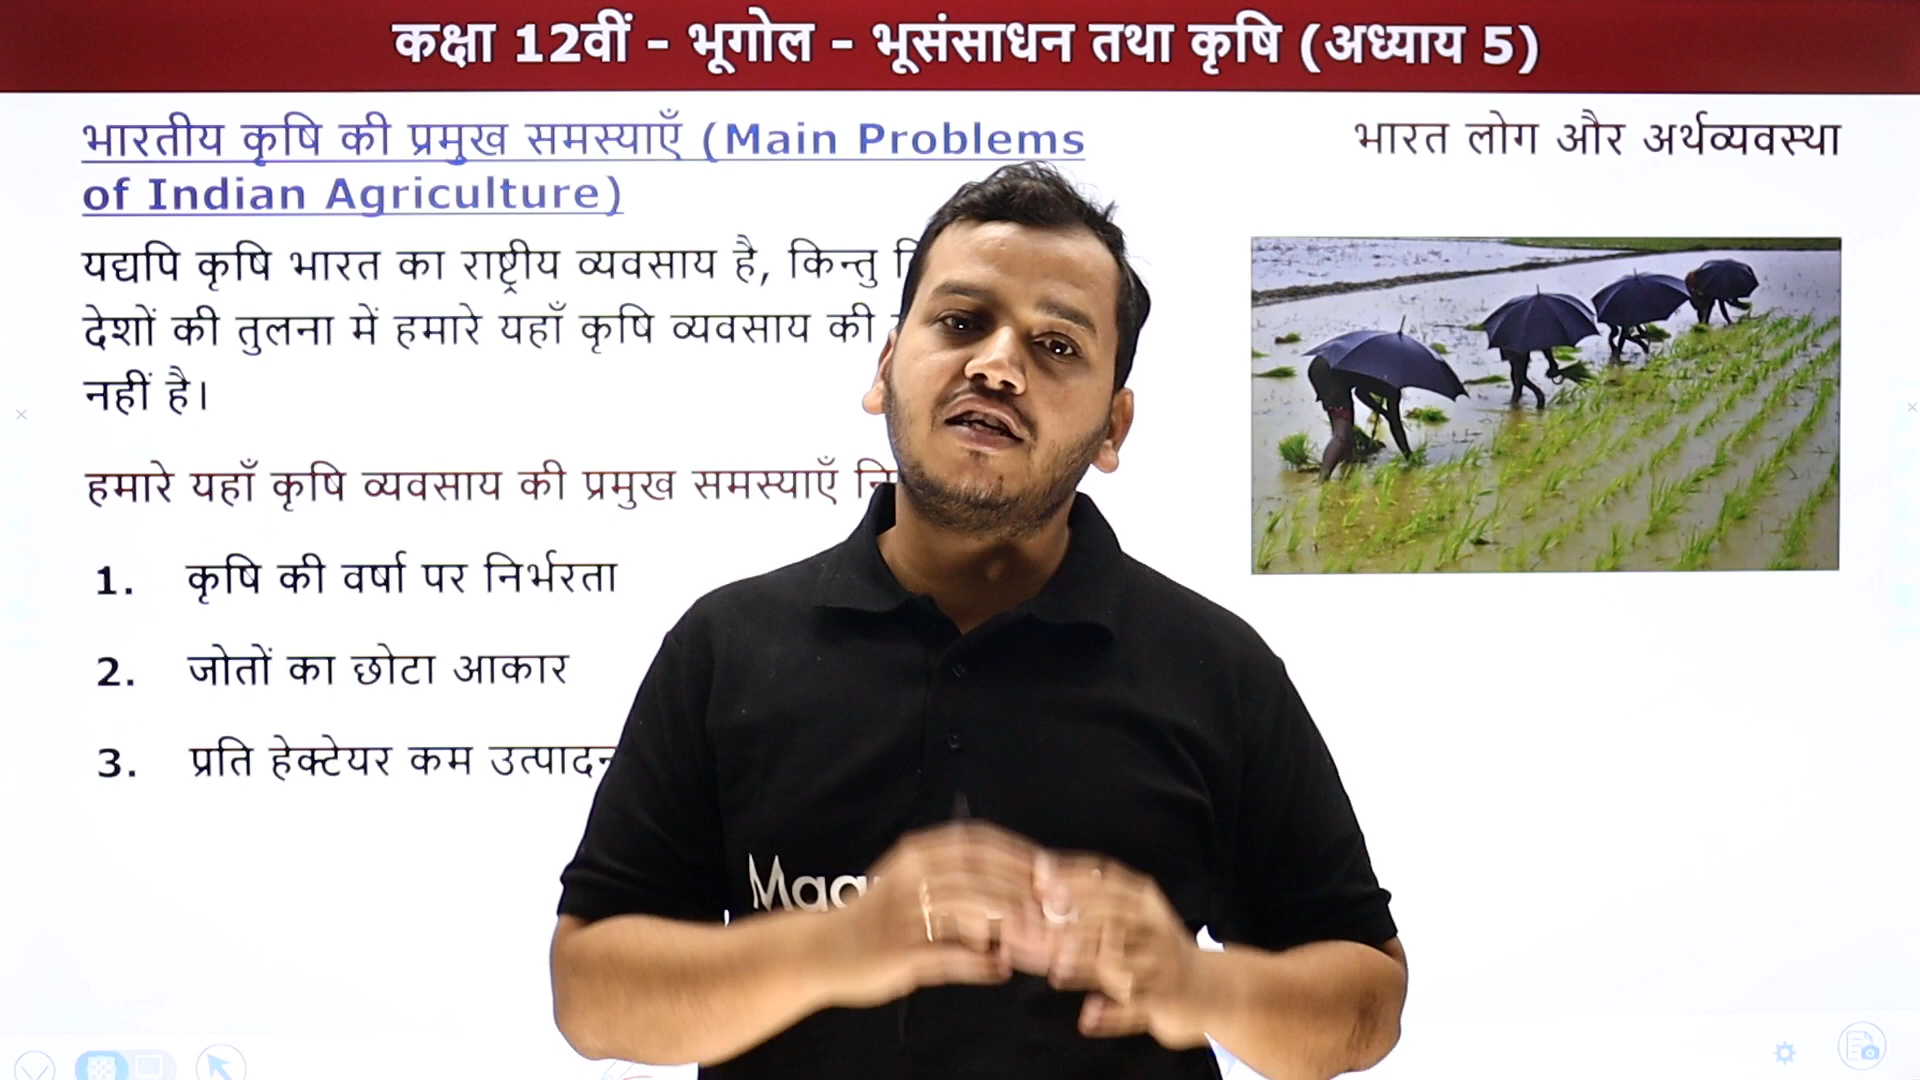 कक्षा 12वीं - भूगोल - भूसंसाधन तथा कृषि (अध्याय 5)
भारतीय कृषि की प्रमुख समस्याएँ (Main Problems
of Indian Agriculture)
भारत लोग और अर्थव्यवस्था
यद्यपि कृषि भारत का राष्ट्रीय व्यवसाय है, किन्तु
देशों की तुलना में हमारे यहाँ कृषि व्यवसाय की
नहीं है।
हमारे यहाँ कृषि व्यवसाय की प्रमुख समस्याएँ
1. कृषि की वर्षा पर निर्भरता
2. जोतों का छोटा आकार
3. प्रति हेक्टेयर कम उत्पादन